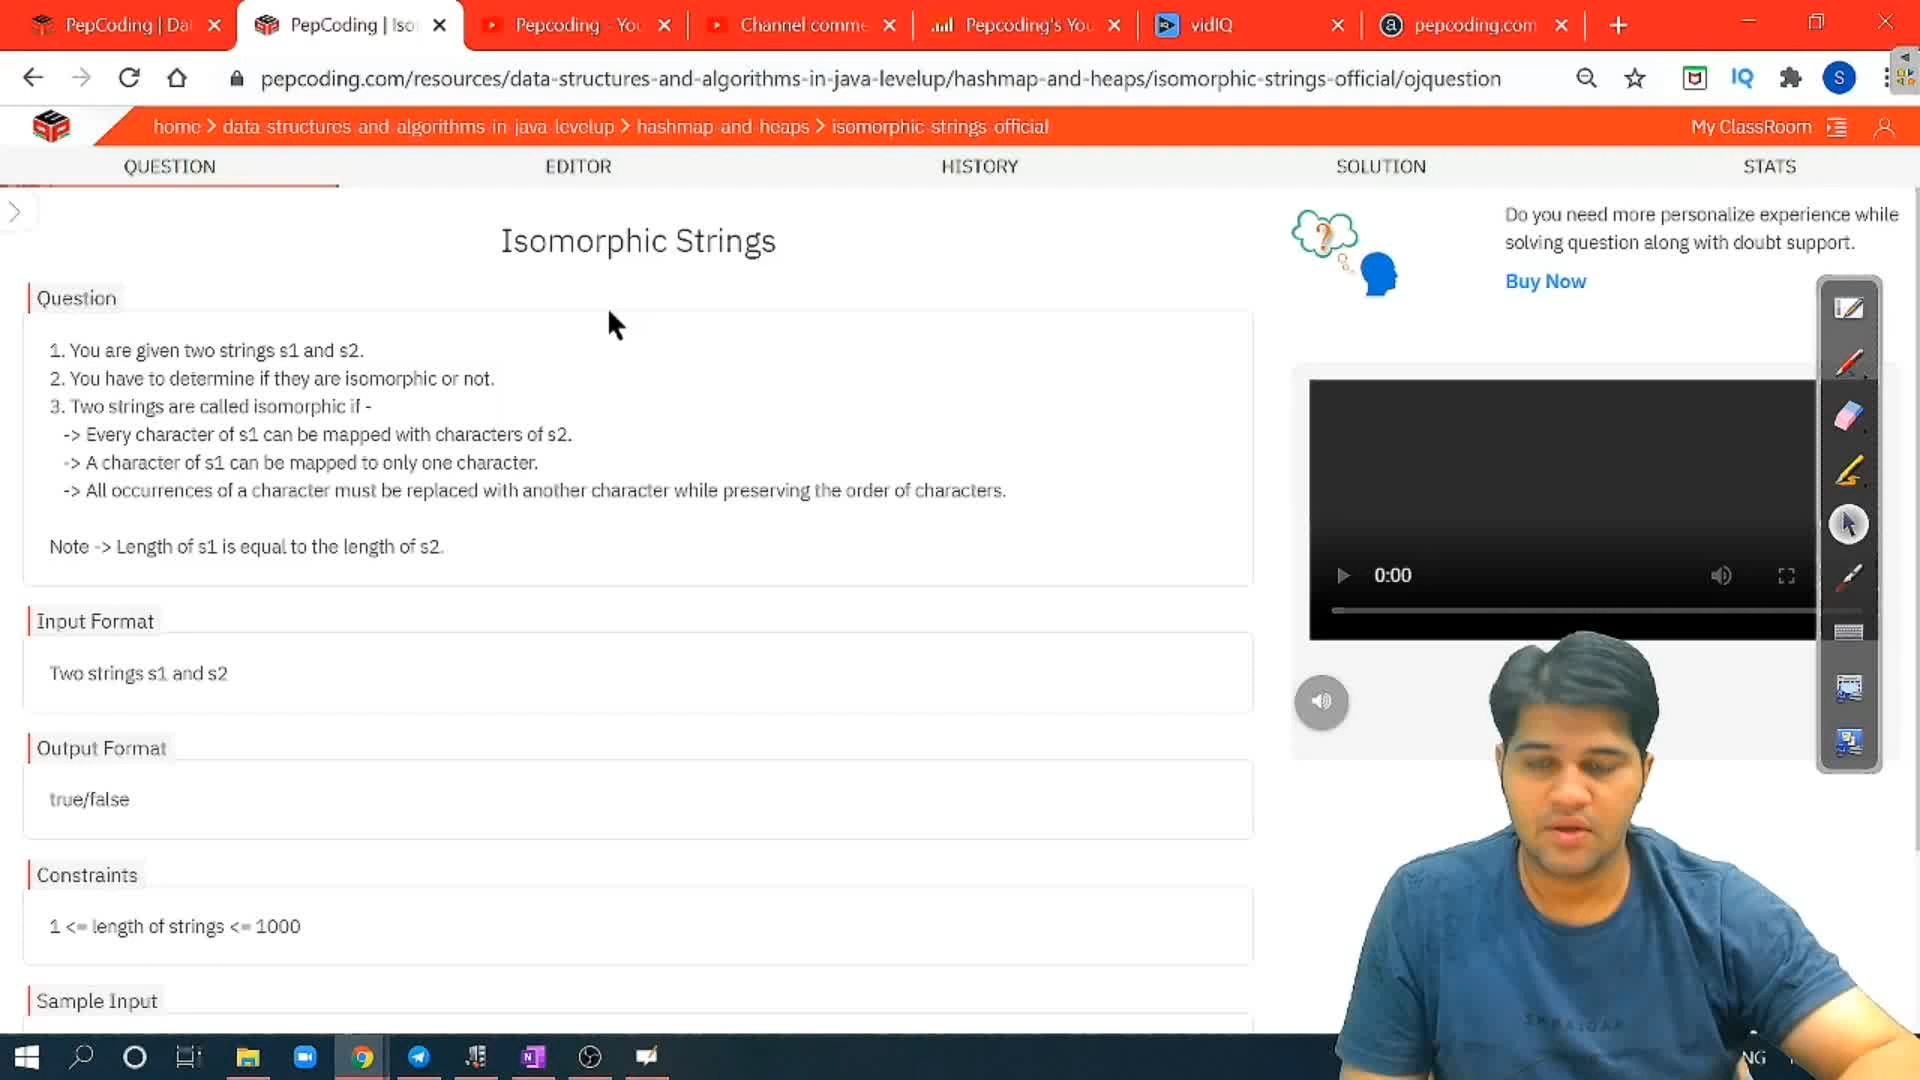 PepCoding | Da
PepCoding | Iso
Pepcoding - You
Channel comme
Pepcoding's You
vidIQ
pepcoding.com
pepcoding.com/resources/data-structures-and-algorithms-in-java-levelup/hashmap-and-heaps/isomorphic-strings-official/ojquestion
IQ
S
home > data structures and algorithms in java levelup > hashmap and heaps > isomorphic strings official
My ClassRoom
QUESTION
EDITOR
HISTORY
SOLUTION
STATS
Isomorphic Strings
Do you need more personalize experience while
solving question along with doubt support.
Buy Now
Question
1. You are given two strings s1 and s2.
2. You have to determine if they are isomorphic or not.
3. Two strings are called isomorphic if -
-> Every character of s1 can be mapped with characters of s2.
-> A character of s1 can be mapped to only one character.
-> All occurrences of a character must be replaced with another character while preserving the order of characters.
Note -> Length of s1 is equal to the length of s2.
0:00
Input Format
Two strings s1 and s2
Output Format
true/false
Constraints
1 <= length of strings <= 1000
Sample Input
NG